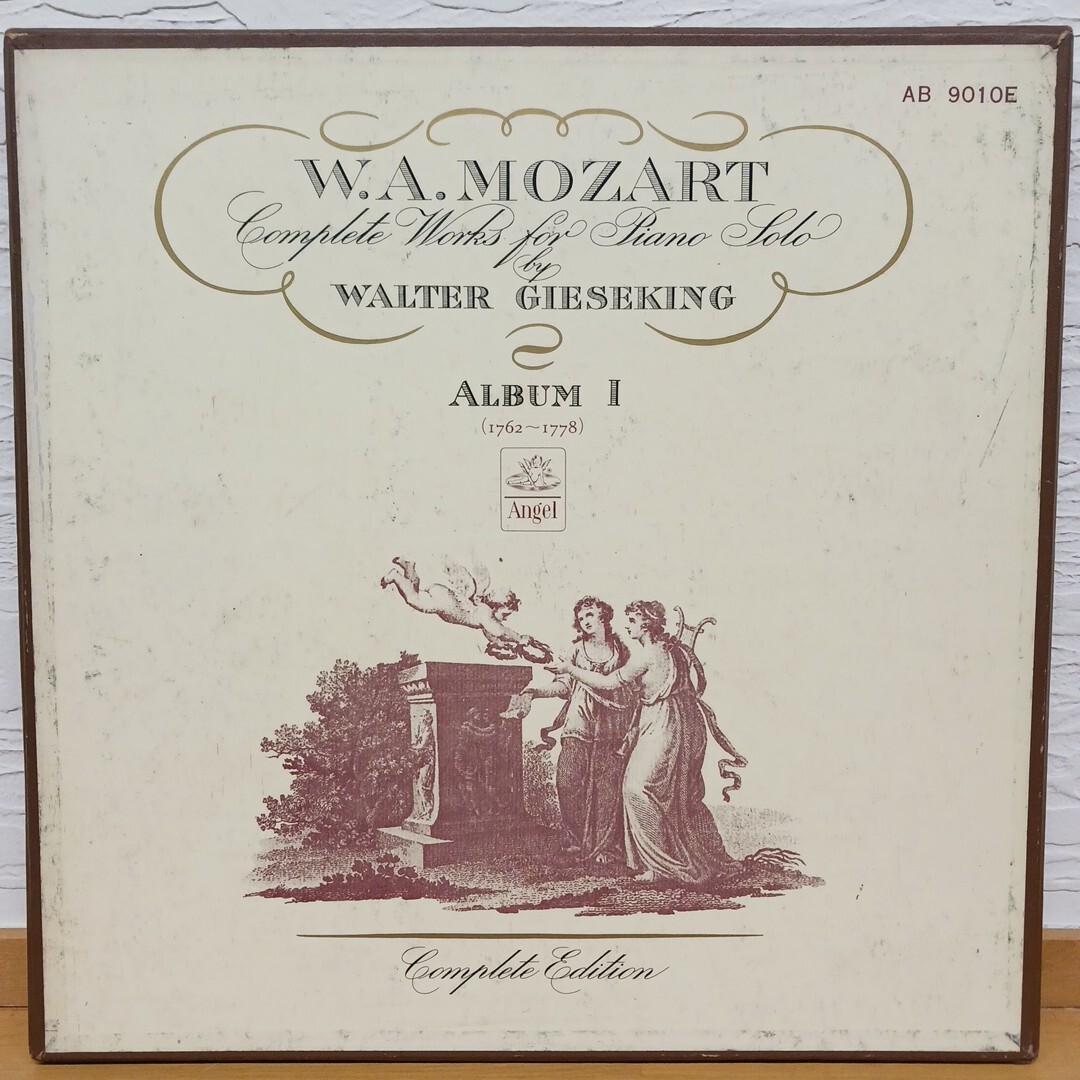 AB 9010E
W.A. MOZART
Complete Works for Piano Solo
by
WALTER GIESEKING
ALBUM I
(1762~1778)
Angel
Complete Edition